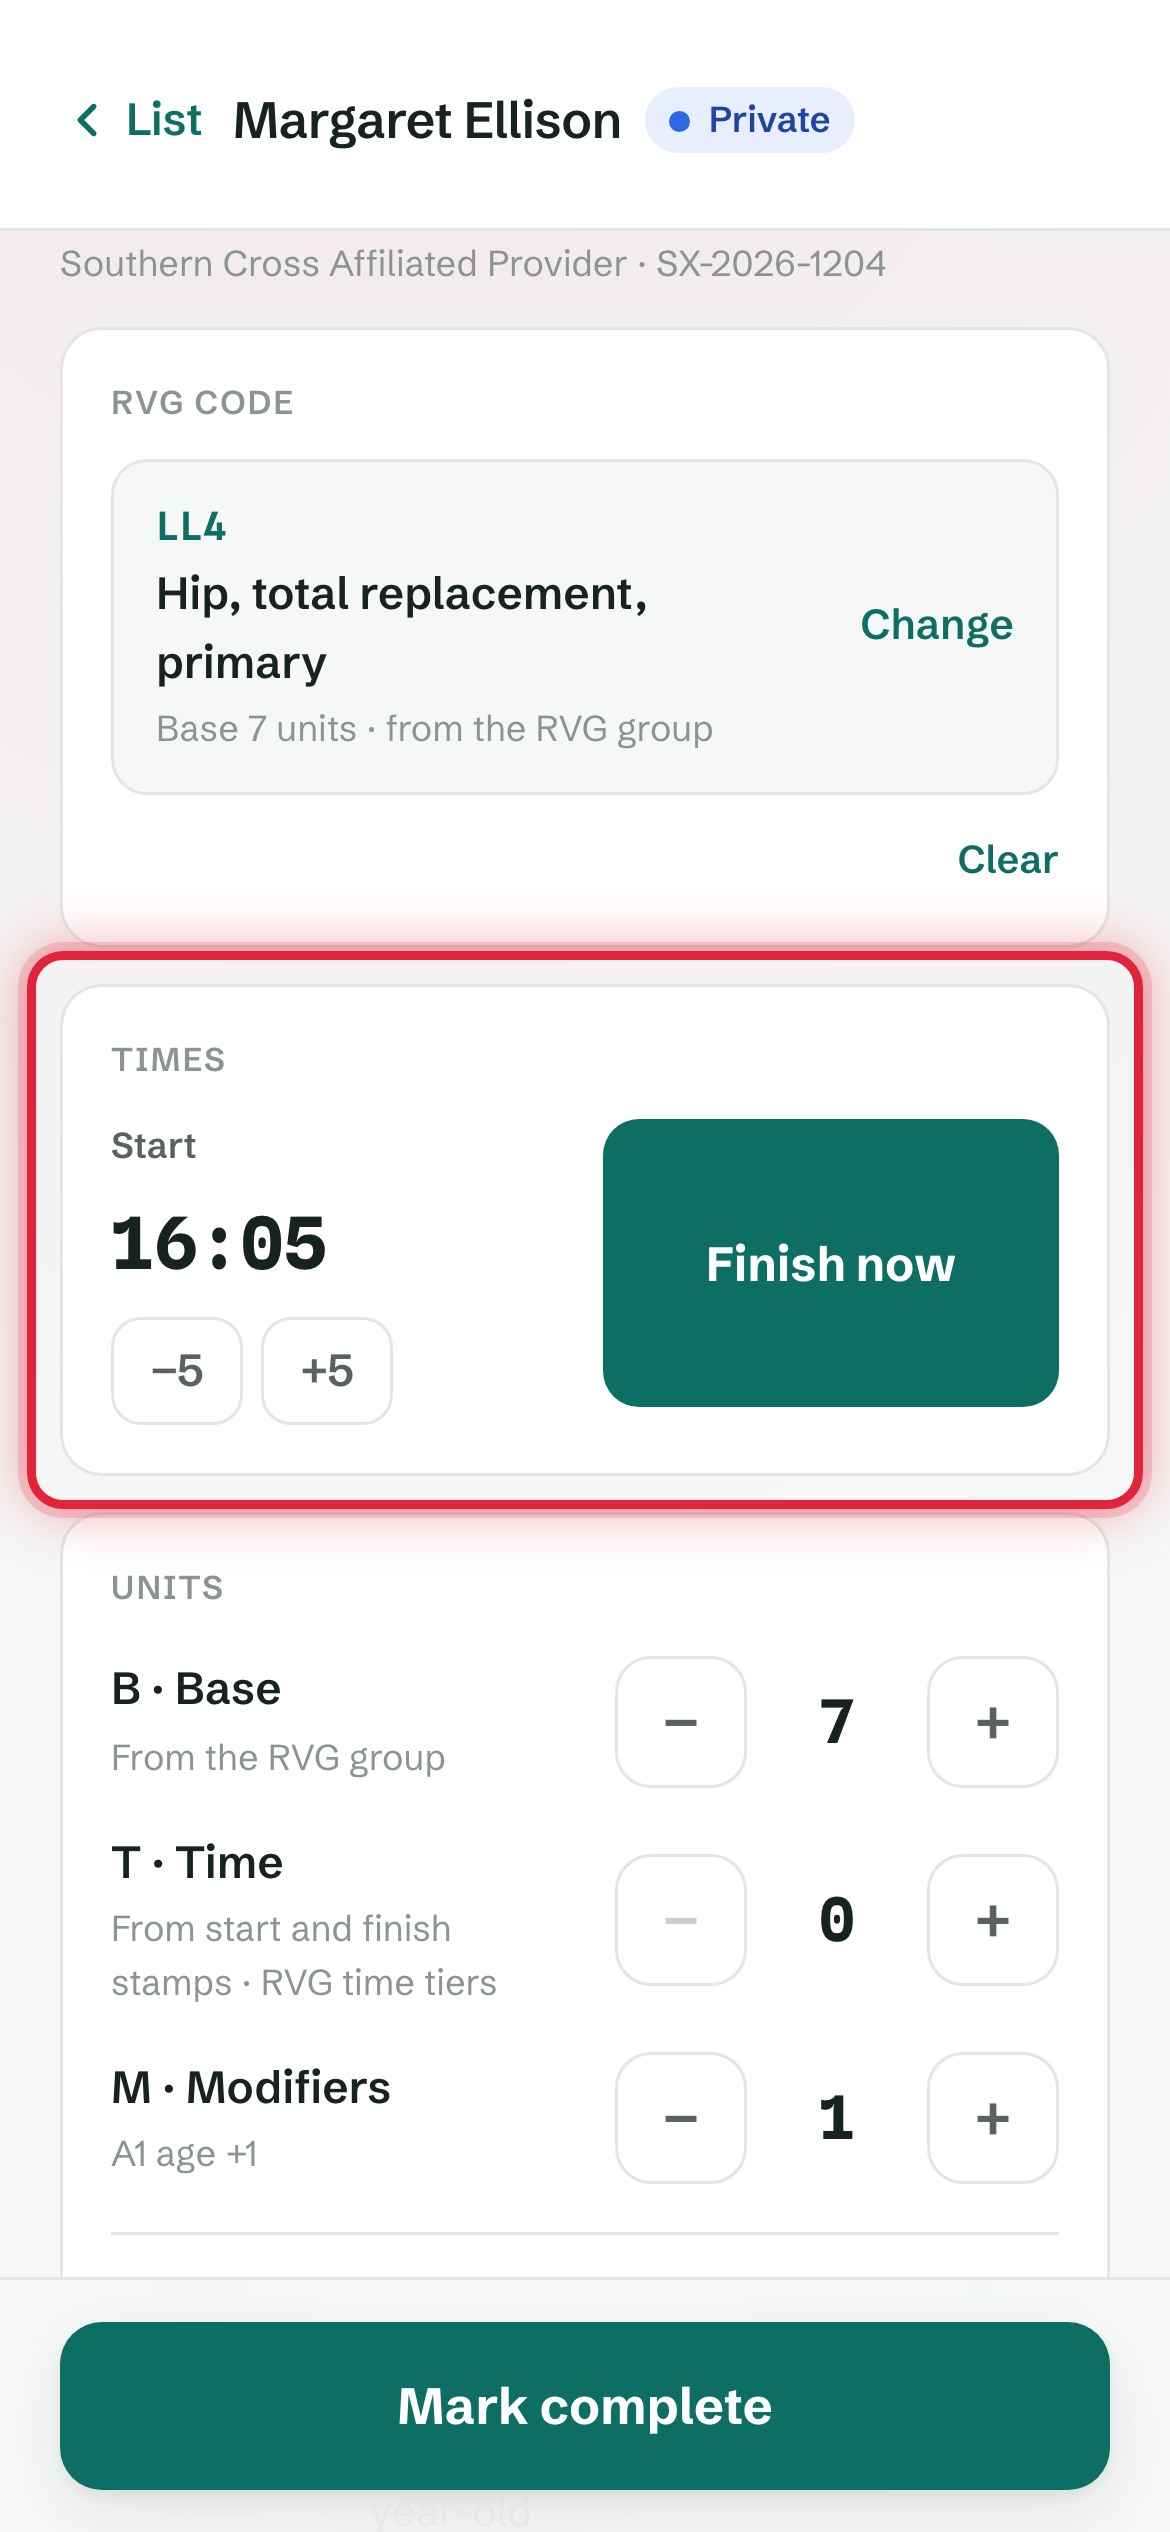 List Margaret Ellison Private
Southern Cross Affiliated Provider · SX-2026-1204
RVG CODE
LL4
Hip, total replacement,
primary
Base 7 units · from the RVG group
Change
Clear
TIMES
Start
16:05
−5 +5
Finish now
UNITS
B · Base
From the RVG group
− 7 +
T · Time
From start and finish
stamps · RVG time tiers
− 0 +
M · Modifiers
A1 age +1
− 1 +
Mark complete
year-old